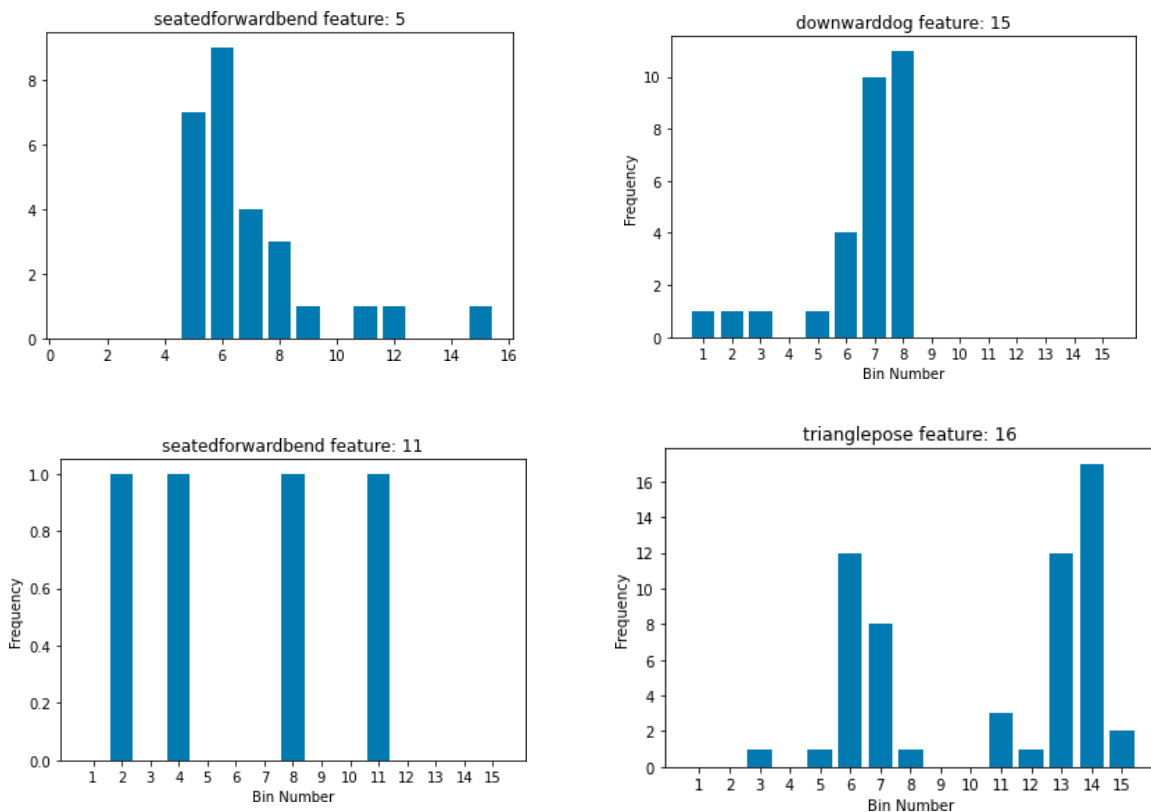 seatedforwardbend feature: 5
8
6
4
2
0
0 2 4 6 8 10 12 14 16
downwarddog feature: 15
Frequency
10
8
6
4
2
0
1 2 3 4 5 6 7 8 9 10 11 12 13 14 15
Bin Number
seatedforwardbend feature: 11
Frequency
1.0
0.8
0.6
0.4
0.2
0.0
1 2 3 4 5 6 7 8 9 10 11 12 13 14 15
Bin Number
trianglepose feature: 16
Frequency
16
14
12
10
8
6
4
2
0
1 2 3 4 5 6 7 8 9 10 11 12 13 14 15
Bin Number